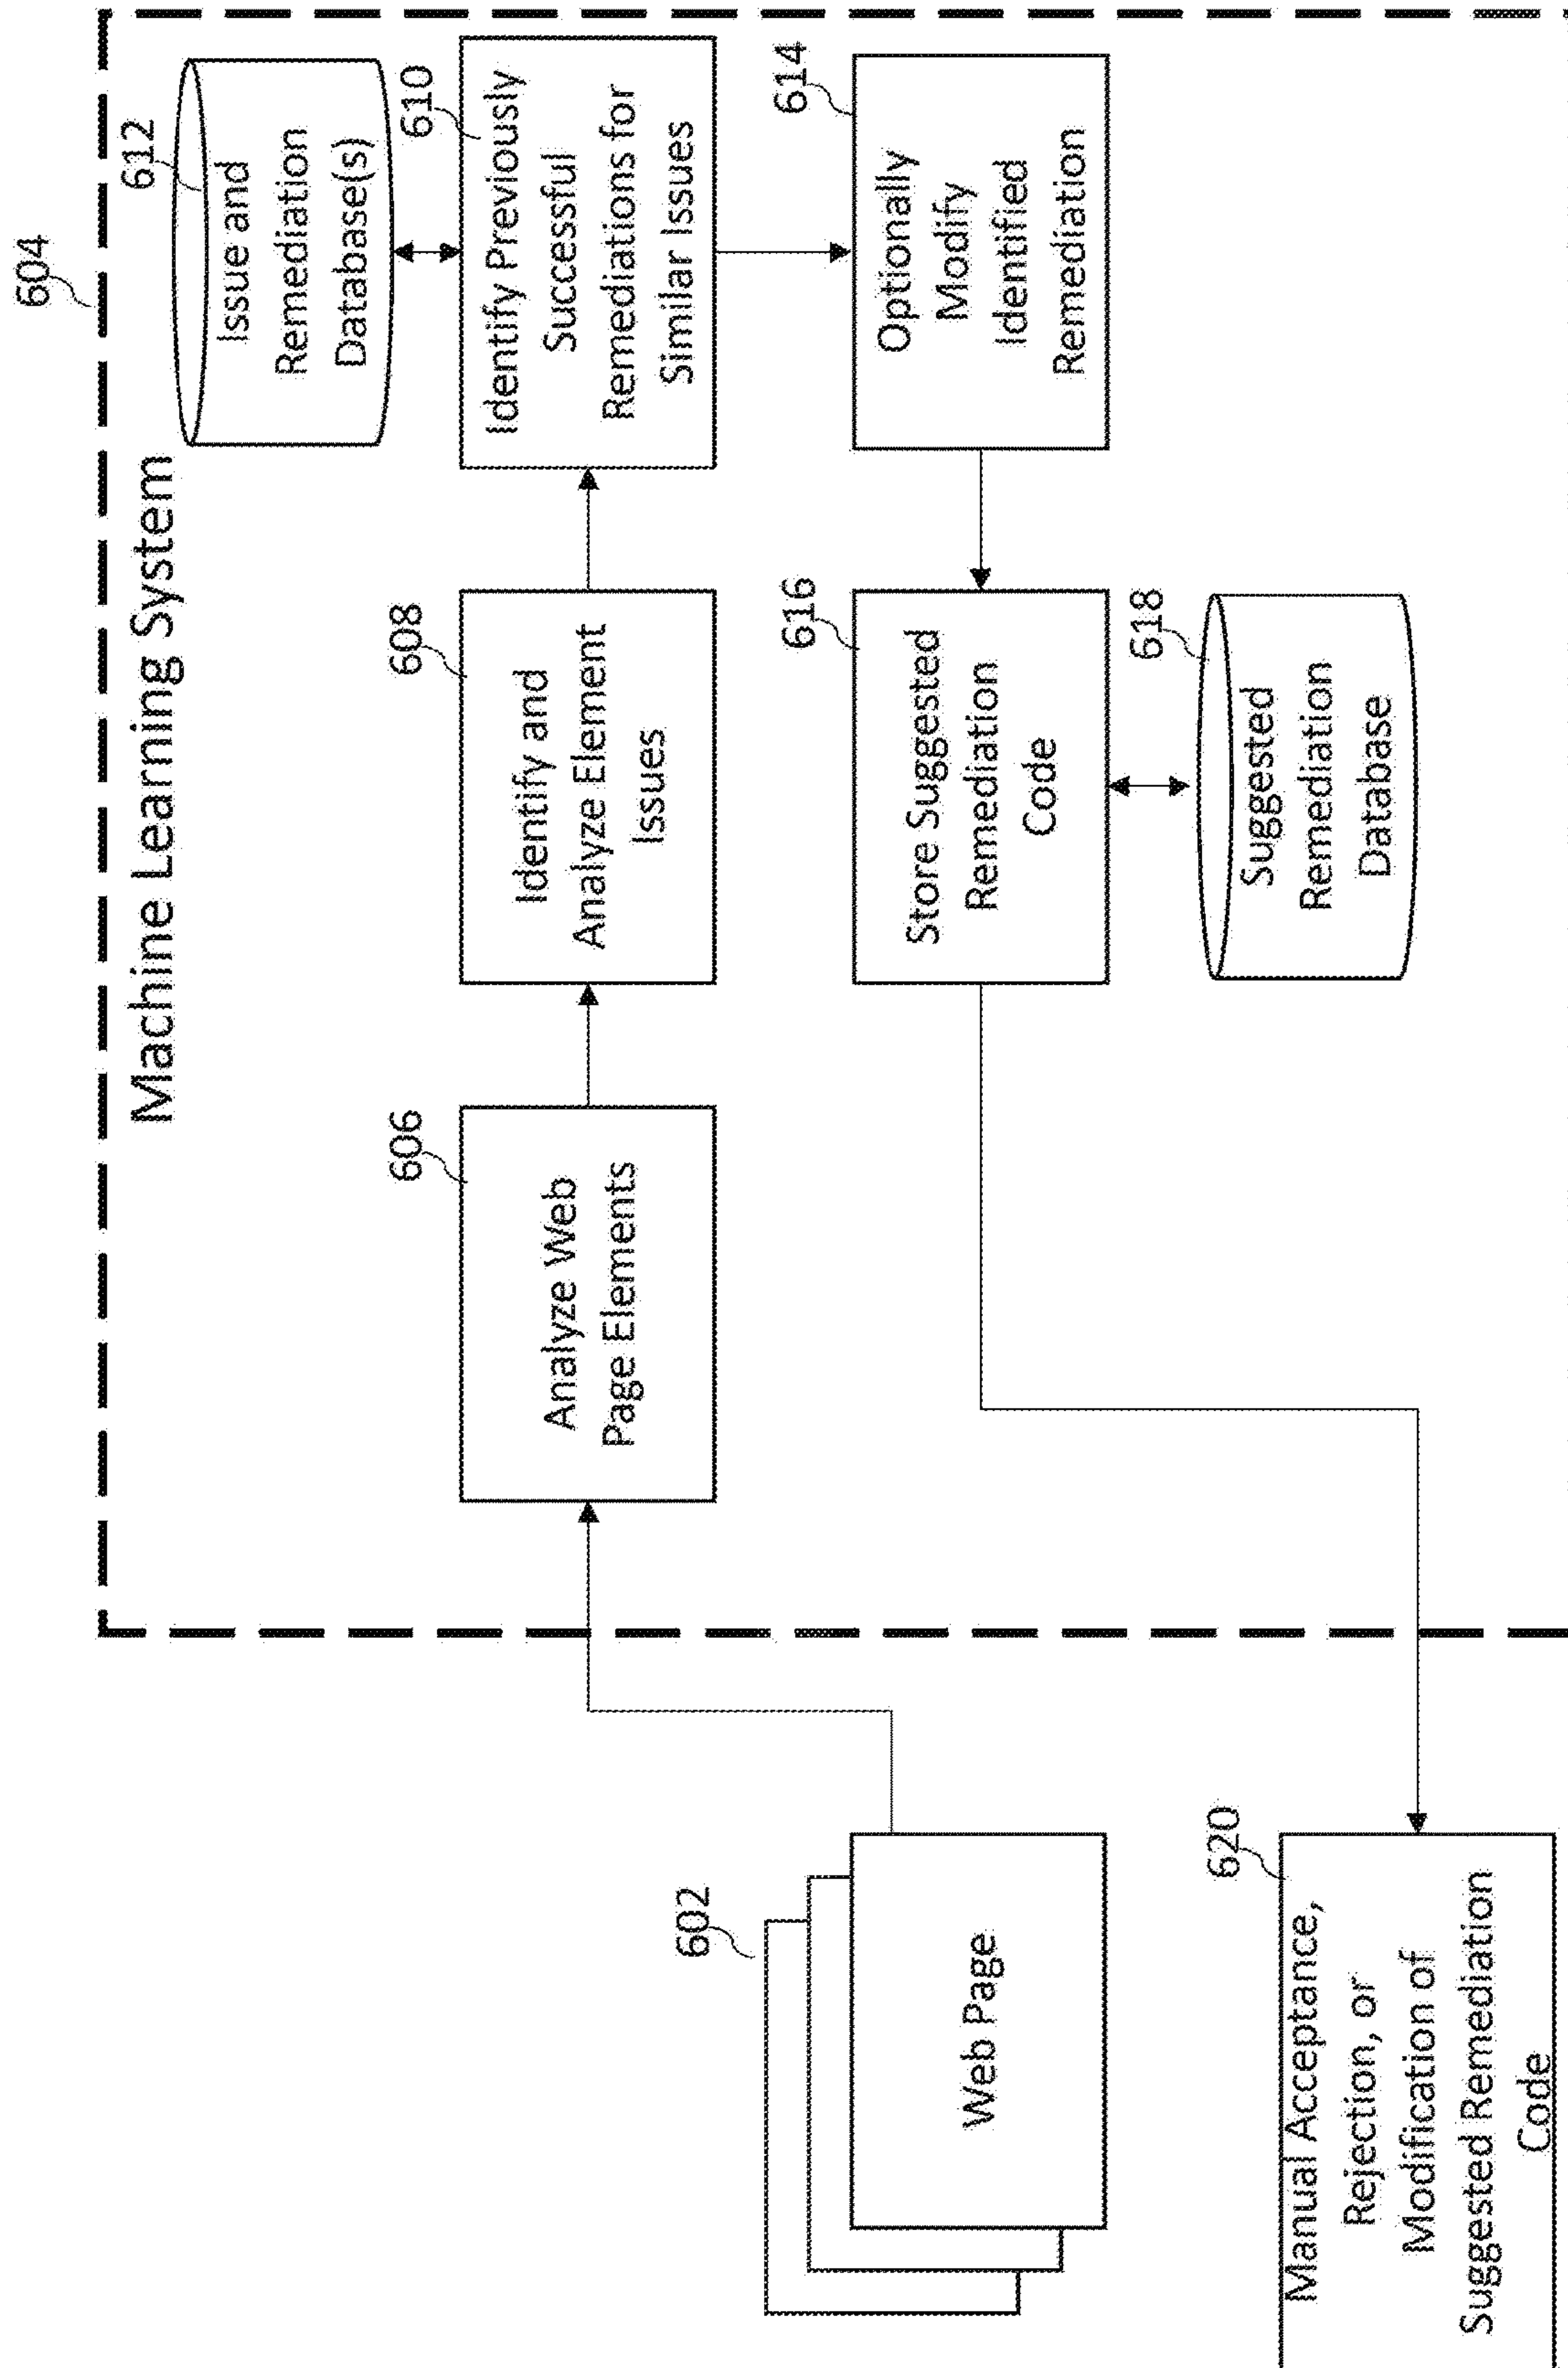 604
Machine Learning System
612
Issue and
Remediation
Database(s)
602
Web Page
606
Analyze Web
Page Elements
608
Identify and
Analyze Element
Issues
610
Identify Previously
Successful
Remediations for
Similar Issues
614
Optionally
Modify
Identified
Remediation
616
Store Suggested
Remediation
Code
618
Suggested
Remediation
Database
620
Manual Acceptance,
Rejection, or
Modification of
Suggested Remediation
Code